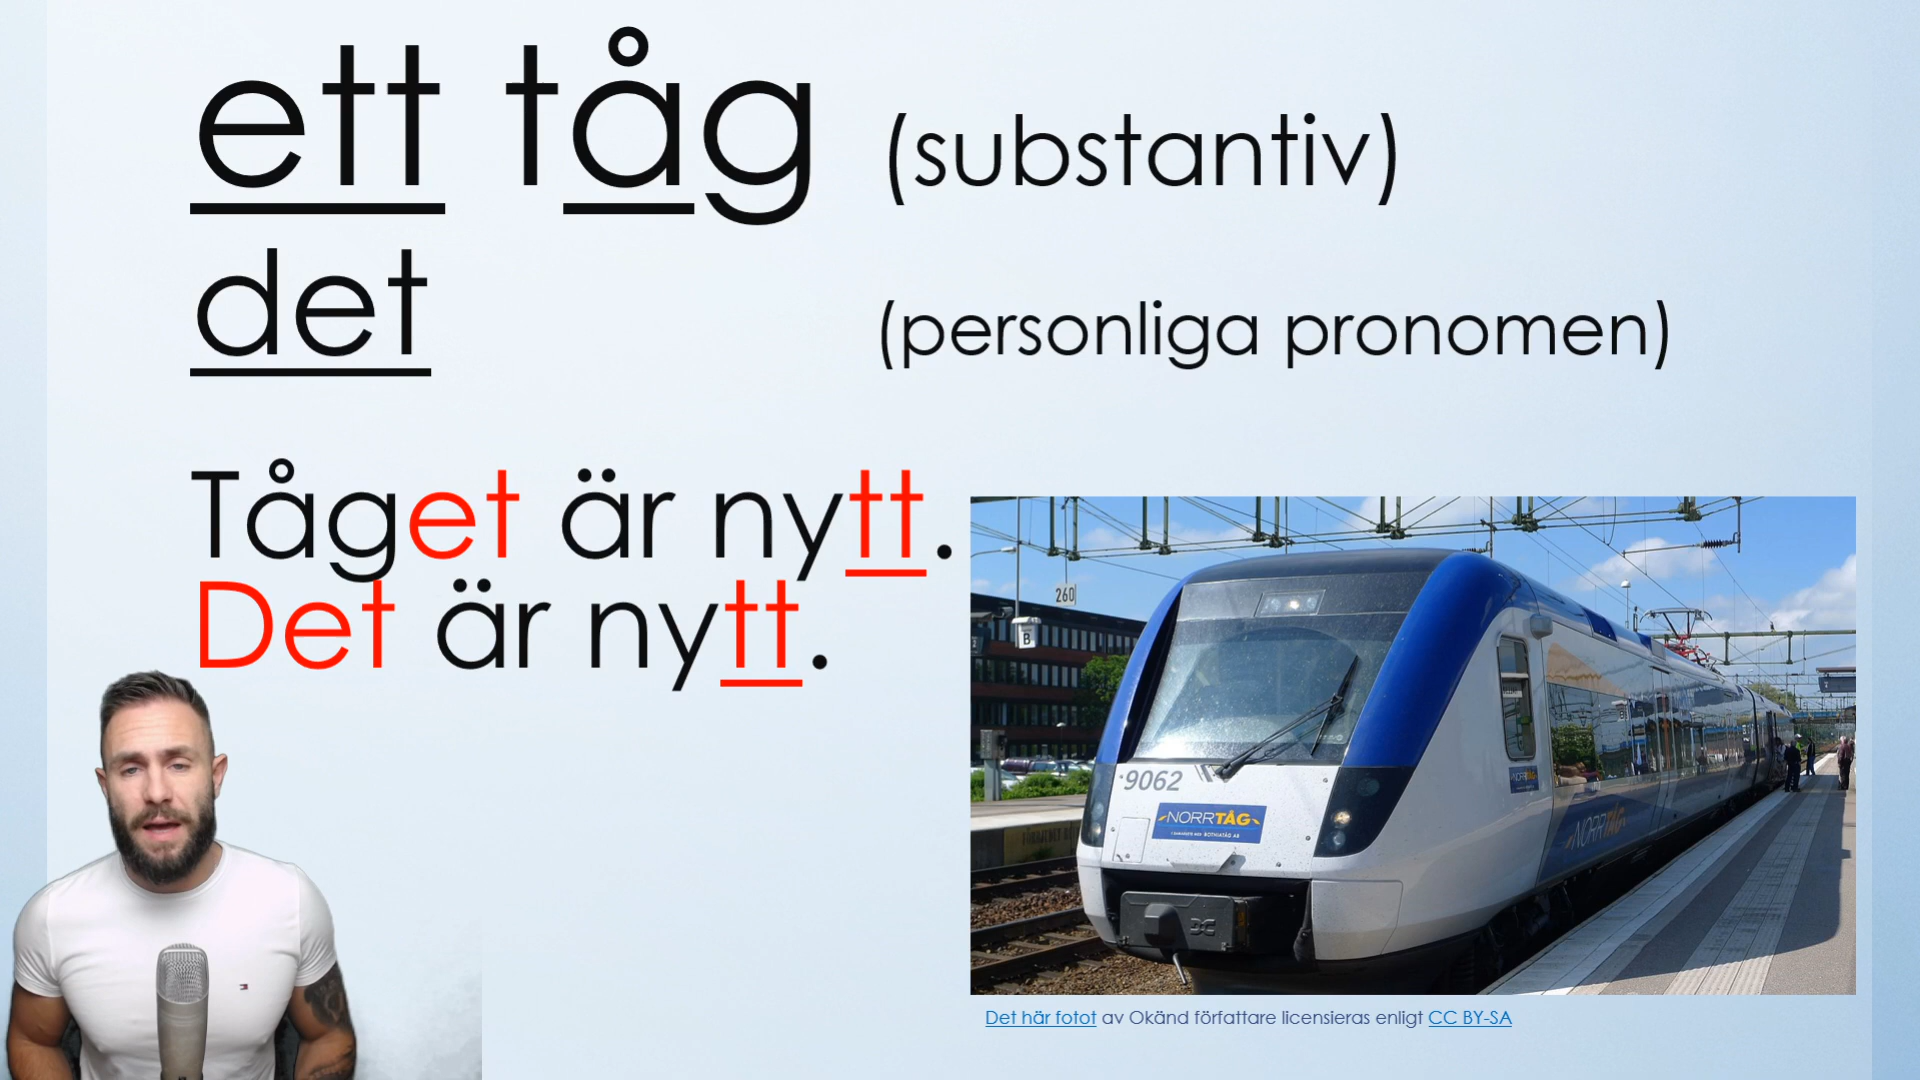 ett tåg (substantiv)
det (personliga pronomen)
Tåget är nytt.
Det är nytt.
260
B
9062
NORRTÅG
NORRTÅG
Det här fotot av Okänd författare licensieras enligt CC BY-SA